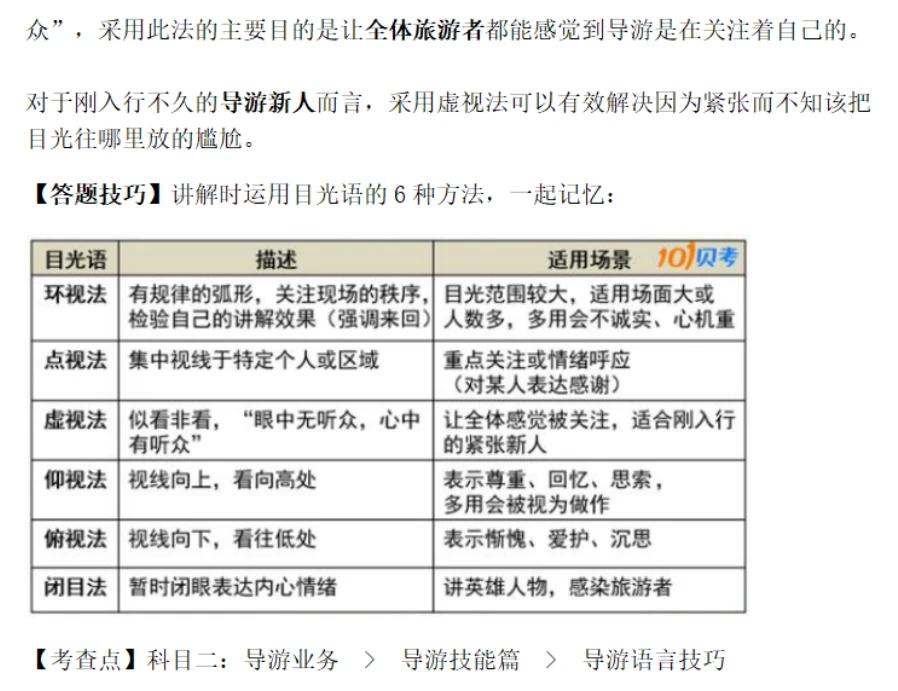 众”，采用此法的主要目的是让全体旅游者都能感觉到导游是在关注着自己的。
对于刚入行不久的导游新人而言，采用虚视法可以有效解决因为紧张而不知该把
目光往哪里放的尴尬。
【答题技巧】讲解时运用目光语的 6 种方法，一起记忆：
目光语 描述 适用场景 101贝考
环视法 有规律的弧形，关注现场的秩序， 目光范围较大，适用场面大或
检验自己的讲解效果（强调来回） 人数多，多用会不诚实、心机重
点视法 集中视线于特定个人或区域 重点关注或情绪呼应
（对某人表达感谢）
虚视法 似看非看，“眼中无听众，心中 让全体感觉被关注，适合刚入行
有听众” 的紧张新人
仰视法 视线向上，看向高处 表示尊重、回忆、思索，
多用会被视为做作
俯视法 视线向下，看往低处 表示惭愧、爱护、沉思
闭目法 暂时闭眼表达内心情绪 讲英雄人物，感染旅游者
【考查点】科目二：导游业务 > 导游技能篇 > 导游语言技巧